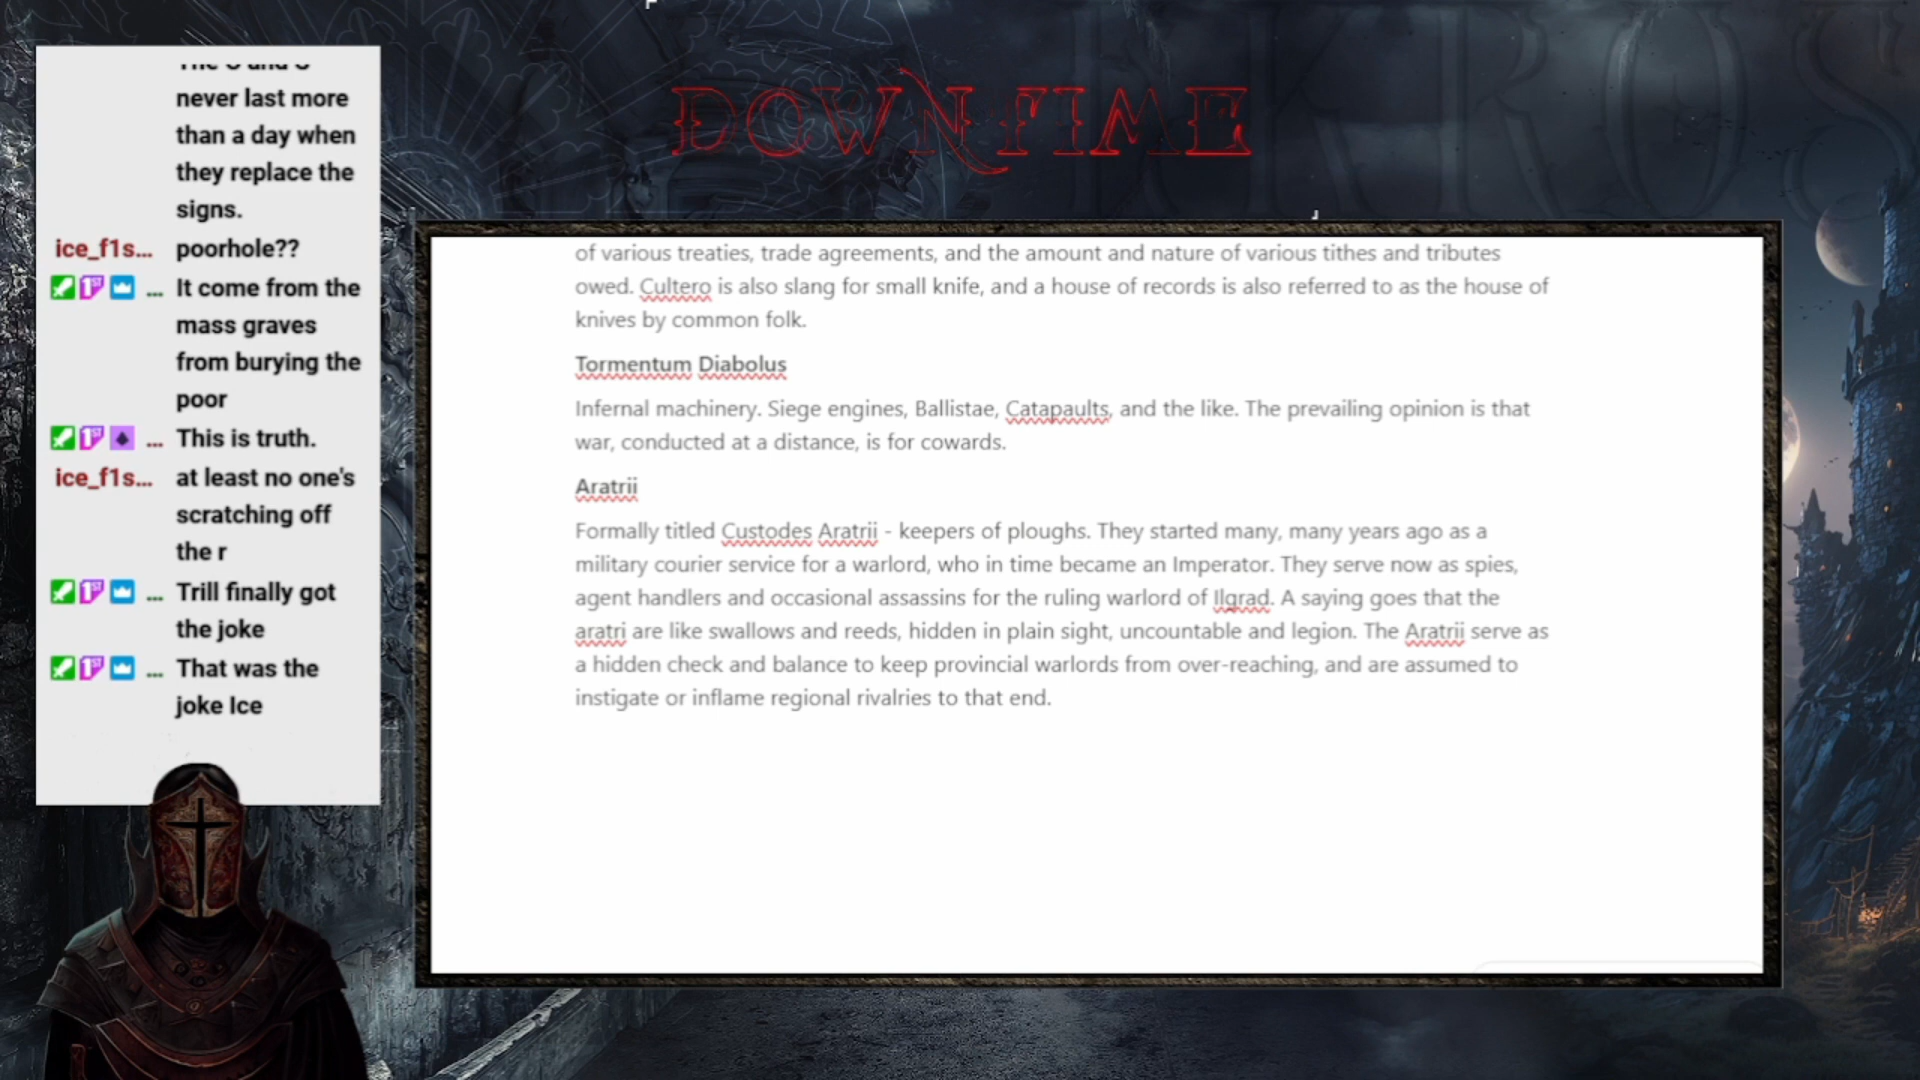 DOWNTIME
never last more
than a day when
they replace the
signs.
ice_f1s... poorhole??
... It come from the
mass graves
from burying the
poor
... This is truth.
ice_f1s... at least no one's
scratching off
the r
... Trill finally got
the joke
... That was the
joke Ice
of various treaties, trade agreements, and the amount and nature of various tithes and tributes
owed. Cultero is also slang for small knife, and a house of records is also referred to as the house of
knives by common folk.
Tormentum Diabolus
Infernal machinery. Siege engines, Ballistae, Catapaults, and the like. The prevailing opinion is that
war, conducted at a distance, is for cowards.
Aratrii
Formally titled Custodes Aratrii - keepers of ploughs. They started many, many years ago as a
military courier service for a warlord, who in time became an Imperator. They serve now as spies,
agent handlers and occasional assassins for the ruling warlord of Ilgrad. A saying goes that the
aratri are like swallows and reeds, hidden in plain sight, uncountable and legion. The Aratrii serve as
a hidden check and balance to keep provincial warlords from over-reaching, and are assumed to
instigate or inflame regional rivalries to that end.